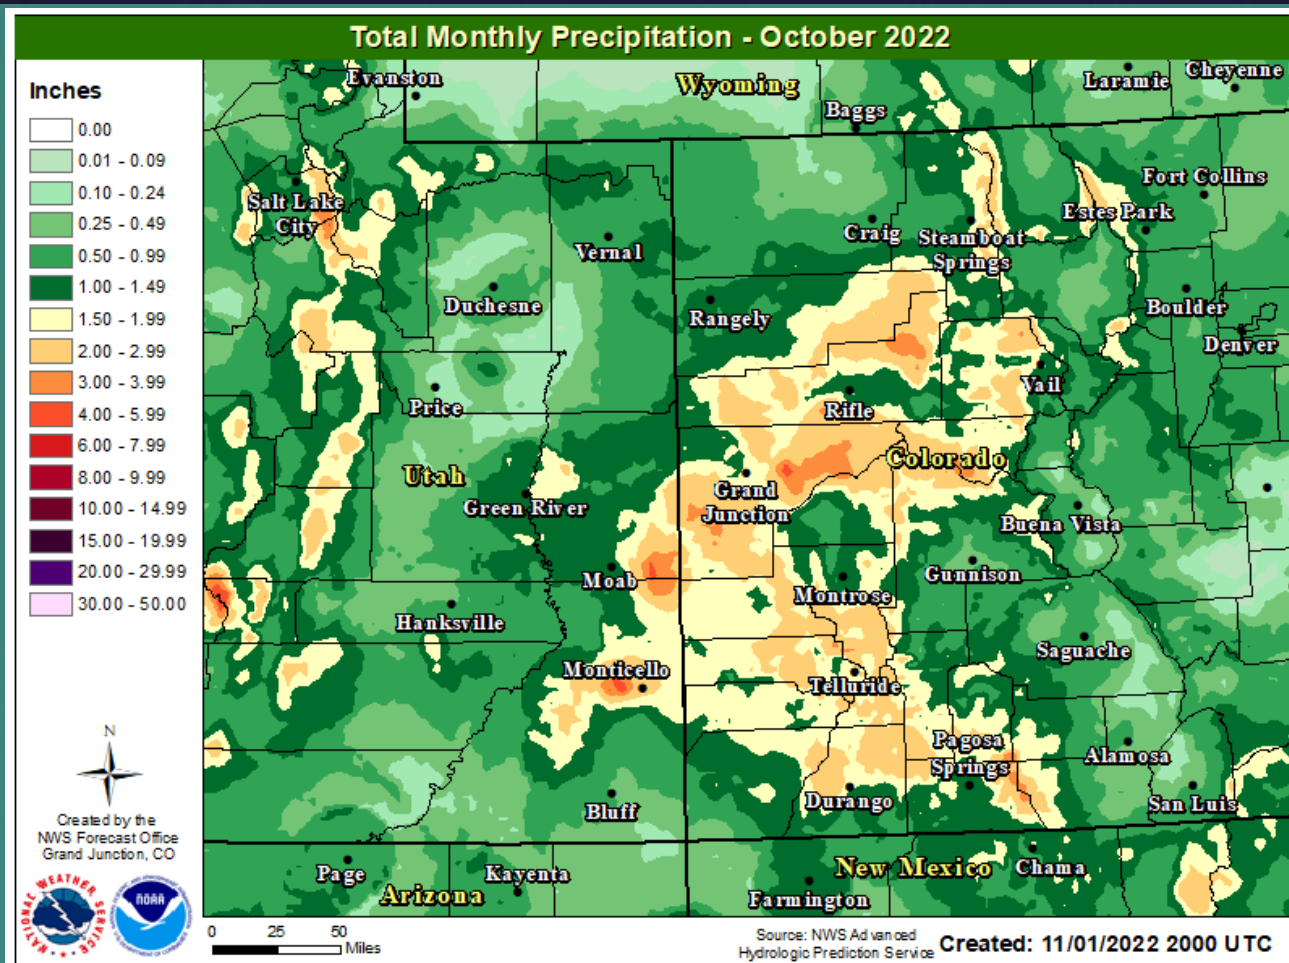 Total Monthly Precipitation - October 2022
Inches
0.00
0.01 - 0.09
0.10 - 0.24
0.25 - 0.49
0.50 - 0.99
1.00 - 1.49
1.50 - 1.99
2.00 - 2.99
3.00 - 3.99
4.00 - 5.99
6.00 - 7.99
8.00 - 9.99
10.00 - 14.99
15.00 - 19.99
20.00 - 29.99
30.00 - 50.00
N
Created by the
NWS Forecast Office
Grand Junction, CO
NATIONAL WEATHER SERVICE
NOAA
Evanston
Wyoming
Baggs
Laramie
Cheyenne
Salt Lake
City
Vernal
Craig
Steamboat
Springs
Estes Park
Fort Collins
Duchesne
Rangely
Boulder
Denver
Price
Rifle
Vail
Utah
Green River
Grand
Junction
Colorado
Buena Vista
Moab
Montrose
Gunnison
Hanksville
Monticello
Telluride
Saguache
Pagosa
Springs
Alamosa
Bluff
Durango
San Luis
Page
Arizona
Kayenta
New Mexico
Chama
Farmington
0 25 50
Miles
Source: NWS Advanced
Hydrologic Prediction Service
Created: 11/01/2022 2000 UTC